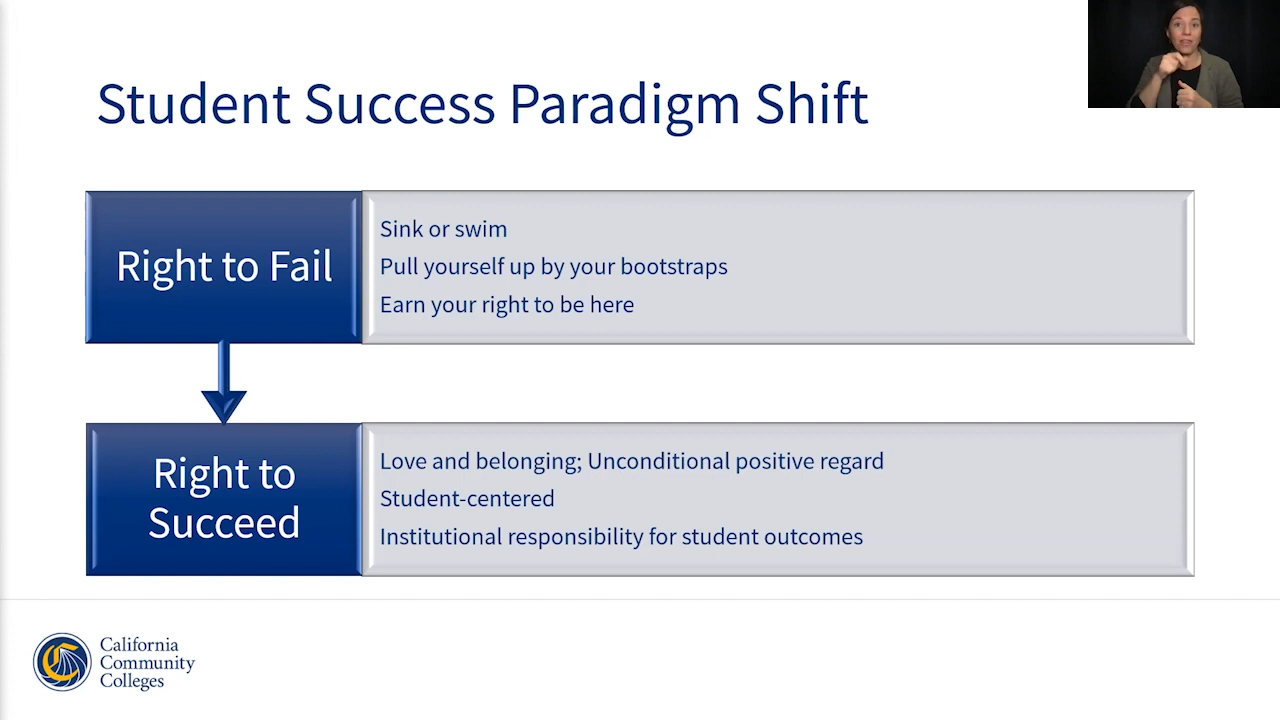 Student Success Paradigm Shift
Right to Fail
Sink or swim
Pull yourself up by your bootstraps
Earn your right to be here
Right to
Succeed
Love and belonging; Unconditional positive regard
Student-centered
Institutional responsibility for student outcomes
California
Community
Colleges